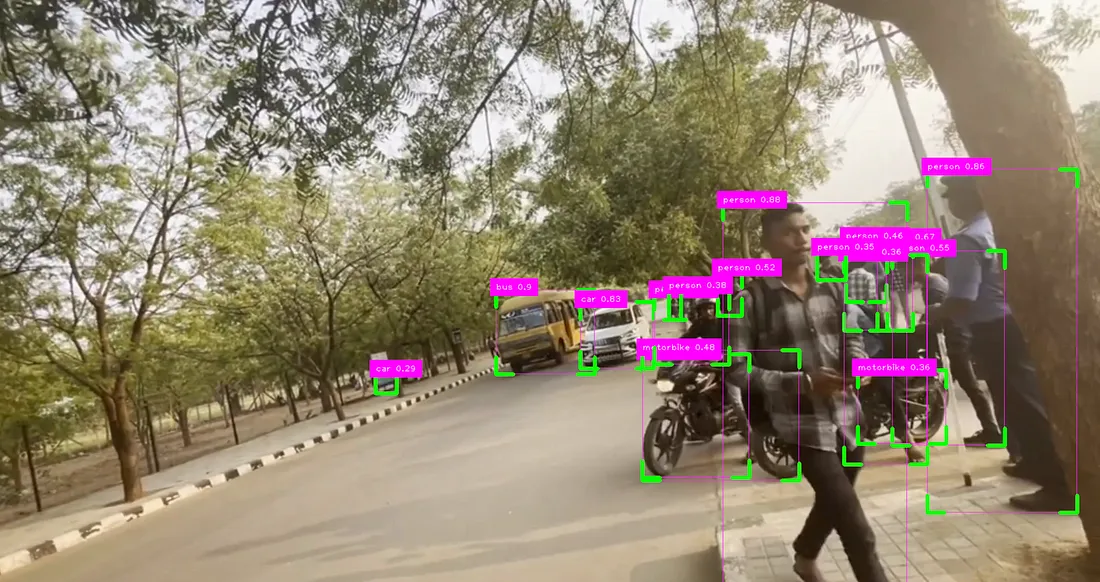 person 0.86
person 0.88
person 0.46
0.67
person 0.35
0.36
son 0.55
person 0.52
person 0.38
bus 0.9
car 0.83
motorbike 0.48
car 0.29
motorbike 0.36